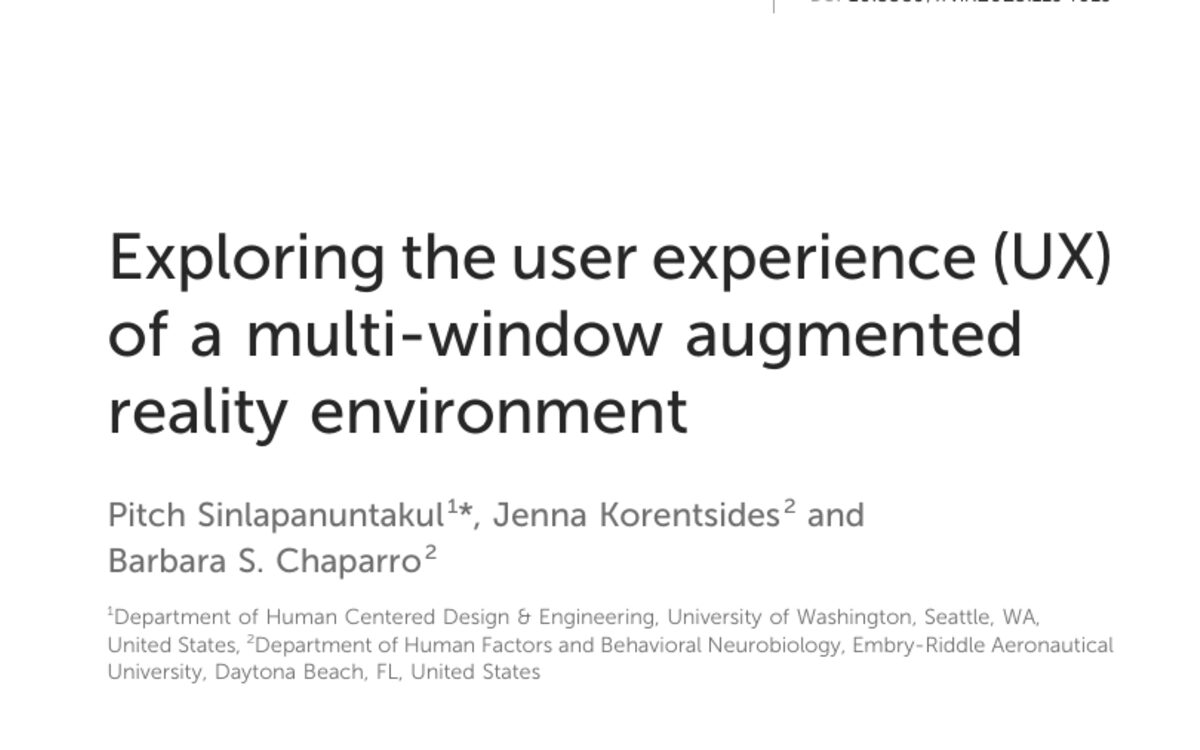 Exploring the user experience (UX)
of a multi-window augmented
reality environment
Pitch Sinlapanuntakul¹*, Jenna Korentsides² and
Barbara S. Chaparro²
¹Department of Human Centered Design & Engineering, University of Washington, Seattle, WA,
United States, ²Department of Human Factors and Behavioral Neurobiology, Embry-Riddle Aeronautical
University, Daytona Beach, FL, United States